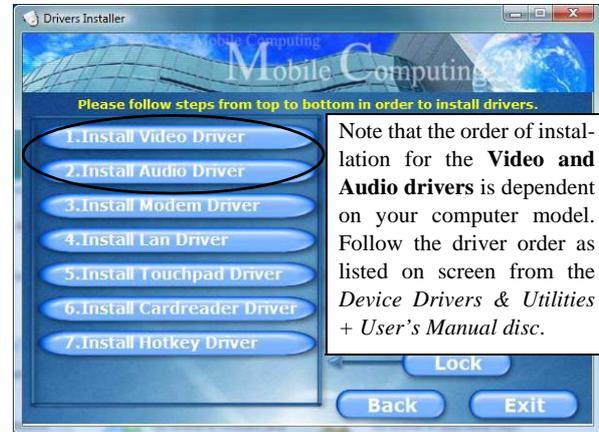 Drivers Installer
Mobile Computing
Mobile Computing
Please follow steps from top to bottom in order to install drivers.
1.Install Video Driver
2.Install Audio Driver
3.Install Modem Driver
4.Install Lan Driver
5.Install Touchpad Driver
6.Install Cardreader Driver
7.Install Hotkey Driver
Note that the order of instal-
lation for the Video and
Audio drivers is dependent
on your computer model.
Follow the driver order as
listed on screen from the
Device Drivers & Utilities
+ User's Manual disc.
Lock
Back
Exit